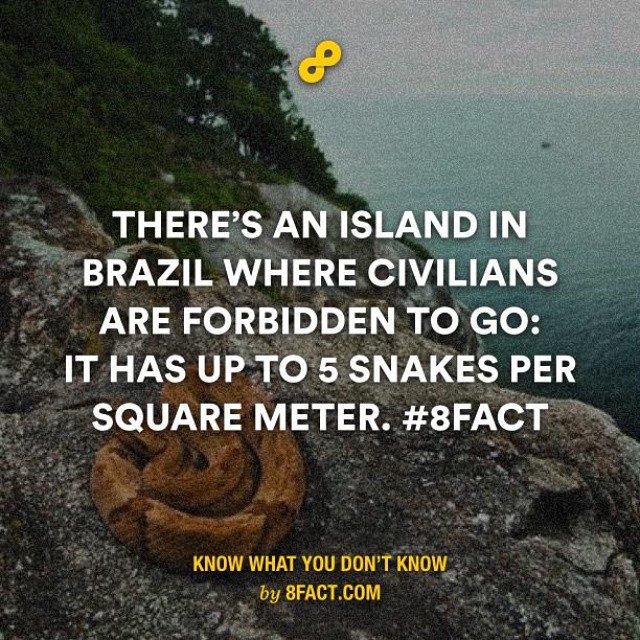 THERE’S AN ISLAND IN
BRAZIL WHERE CIVILIANS
ARE FORBIDDEN TO GO:
IT HAS UP TO 5 SNAKES PER
SQUARE METER. #8FACT
KNOW WHAT YOU DON’T KNOW
by 8FACT.COM